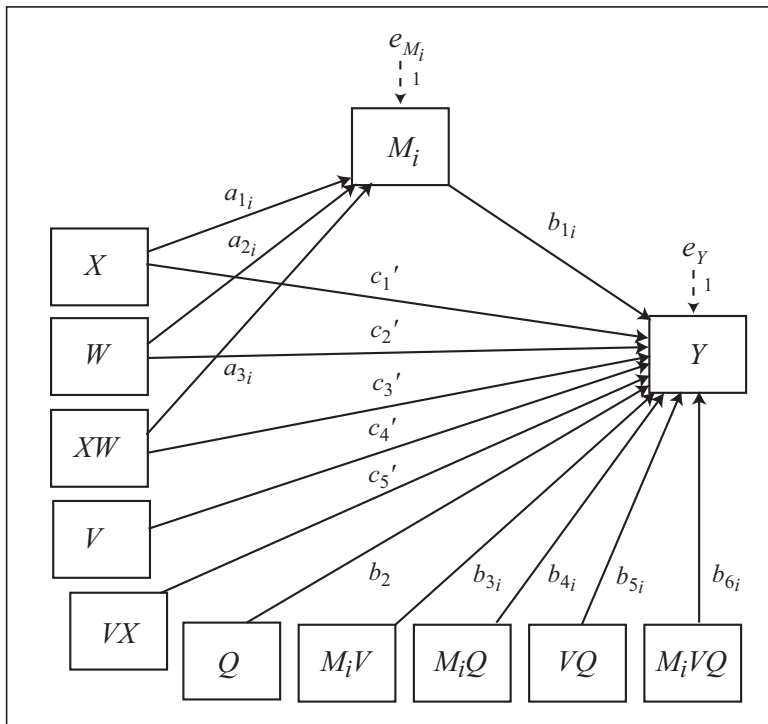 e_{M_i}
1
M_i
a_{1_i}
a_{2_i}
b_{1_i}
X
e_Y
1
c_1'
W
c_2'
Y
a_{3_i}
c_3'
XW
c_4'
c_5'
V
b_2
b_{3_i}
b_{4_i}
b_{5_i}
b_{6_i}
VX
Q
M_iV
M_iQ
VQ
M_iVQ